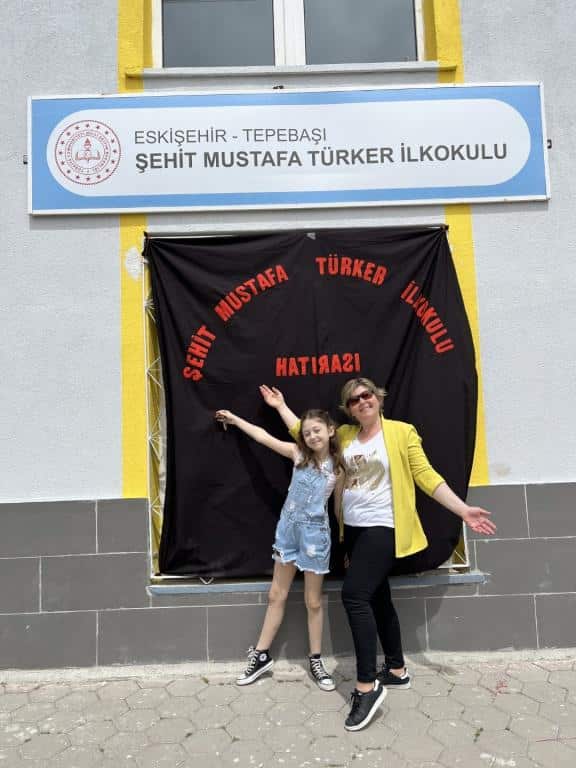 ESKİŞEHİR - TEPEBAŞI
ŞEHİT MUSTAFA TÜRKER İLKOKULU
ŞEHİT MUSTAFA TÜRKER İLKOKULU
HATIRASI